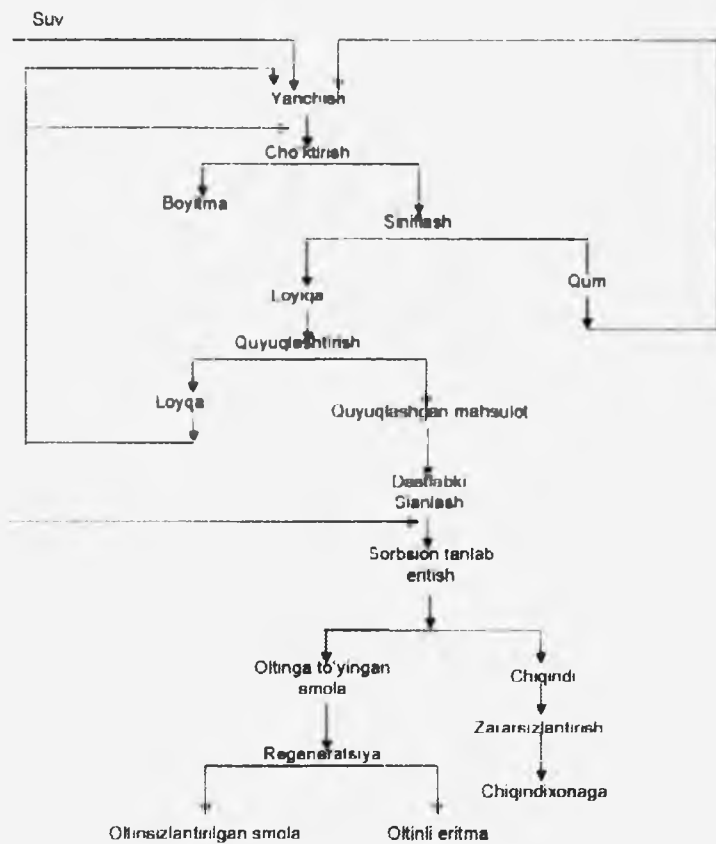 Suv
Yanchish
Cho'ktirish
Boyitma
Sinflash
Loyiqa
Qum
Quyuqlashtirish
Loyqa
Quyuqlashgan mahsulot
Dastlabki
Sianlash
Sorbsion tanlab
eritish
Oltinga to'yingan
smola
Chiqindi
Zararsizlantirish
Regeneratsiya
Chiqindixonaga
Oltinsizlantirilgan smola
Oltinli eritma